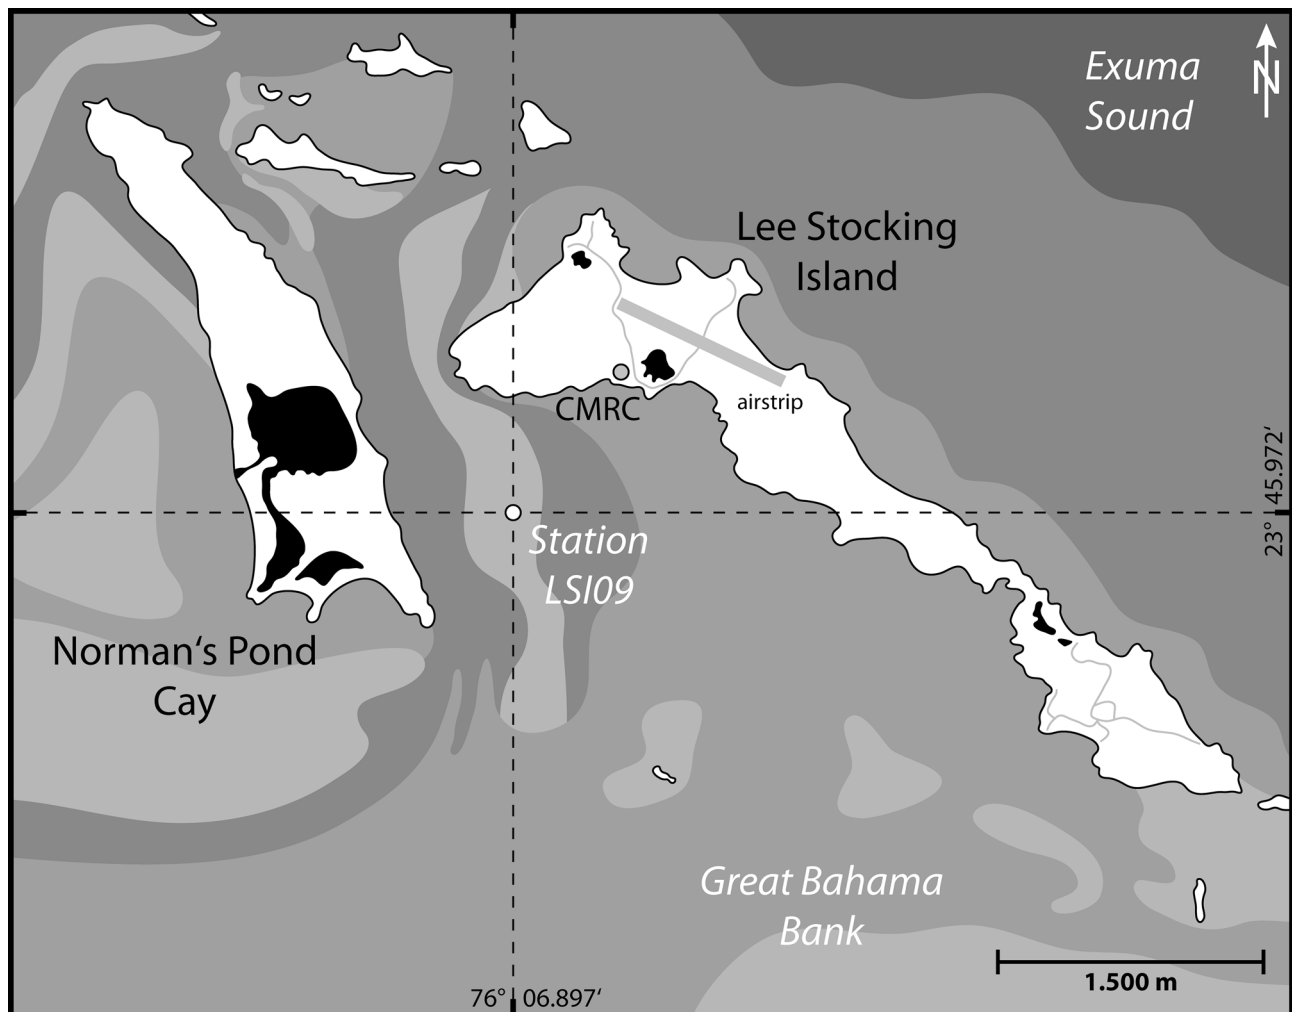 Exuma
Sound
N
Lee Stocking
Island
CMRC
airstrip
23° 45.972‘
Station
LSI09
Norman‘s Pond
Cay
Great Bahama
Bank
1.500 m
76° 06.897‘